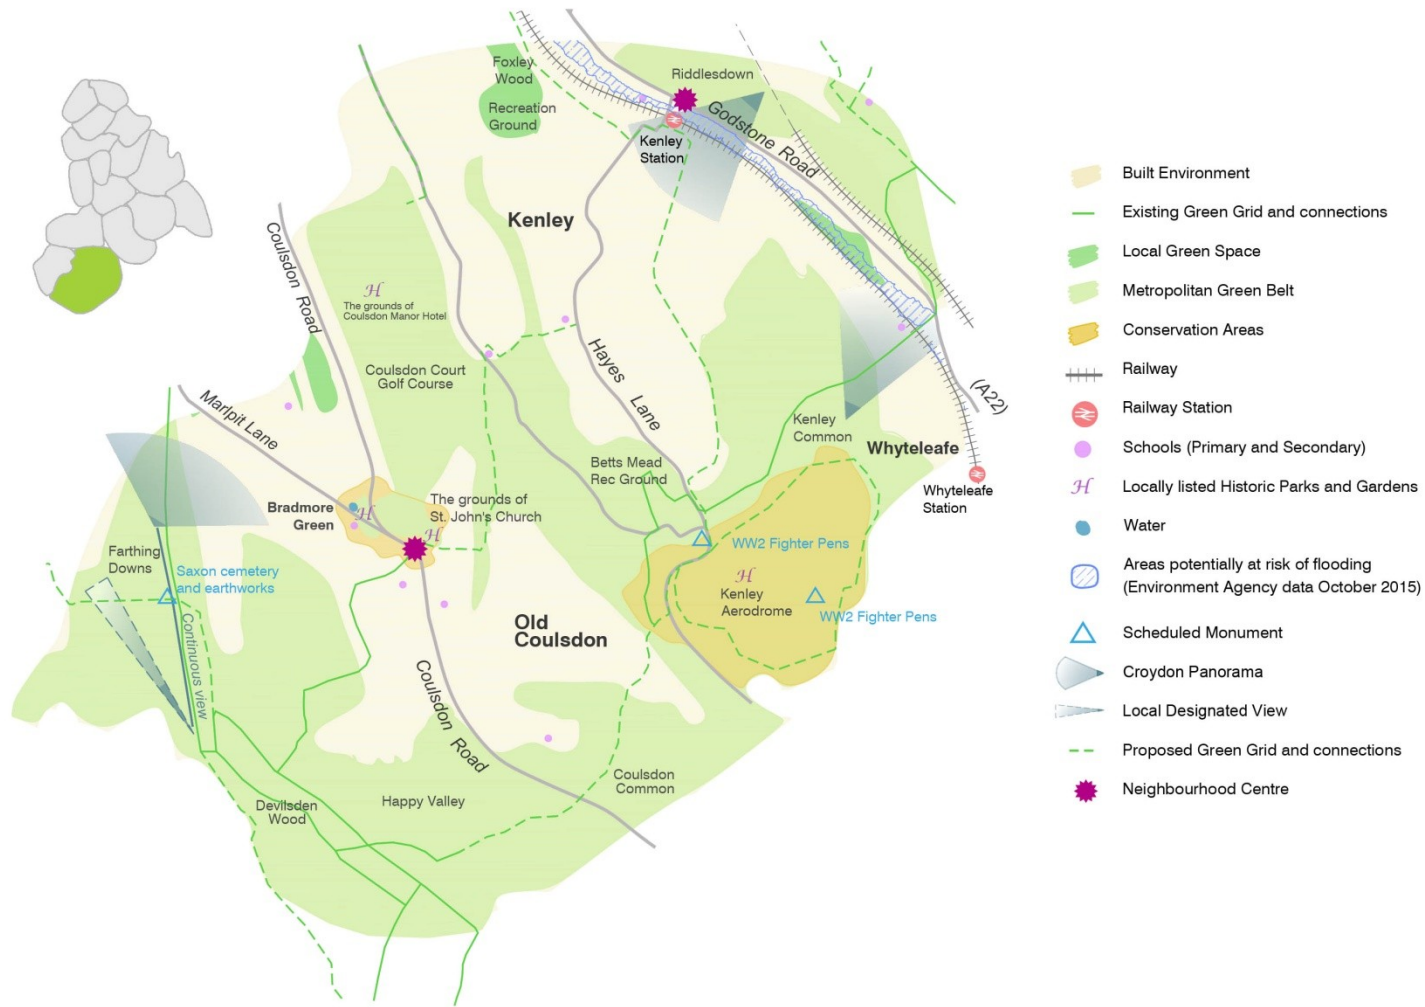 Foxley
Wood
Recreation
Ground
Riddlesdown
Godstone Road
Kenley
Station
Kenley
Coulsdon Road
H
The grounds of
Coulsdon Manor Hotel
Coulsdon Court
Golf Course
Hayes Lane
(A22)
Marlpit Lane
Kenley
Common
Whyteleafe
Whyteleafe
Station
Betts Mead
Rec Ground
Bradmore
Green
H
The grounds of
St. John's Church
H
WW2 Fighter Pens
H
Kenley
Aerodrome
WW2 Fighter Pens
Farthing
Downs
Saxon cemetery
and earthworks
Continuous view
Old
Coulsdon
Coulsdon Road
Coulsdon
Common
Happy Valley
Devilsden
Wood
Built Environment
Existing Green Grid and connections
Local Green Space
Metropolitan Green Belt
Conservation Areas
Railway
Railway Station
Schools (Primary and Secondary)
H Locally listed Historic Parks and Gardens
Water
Areas potentially at risk of flooding
(Environment Agency data October 2015)
Scheduled Monument
Croydon Panorama
Local Designated View
Proposed Green Grid and connections
Neighbourhood Centre